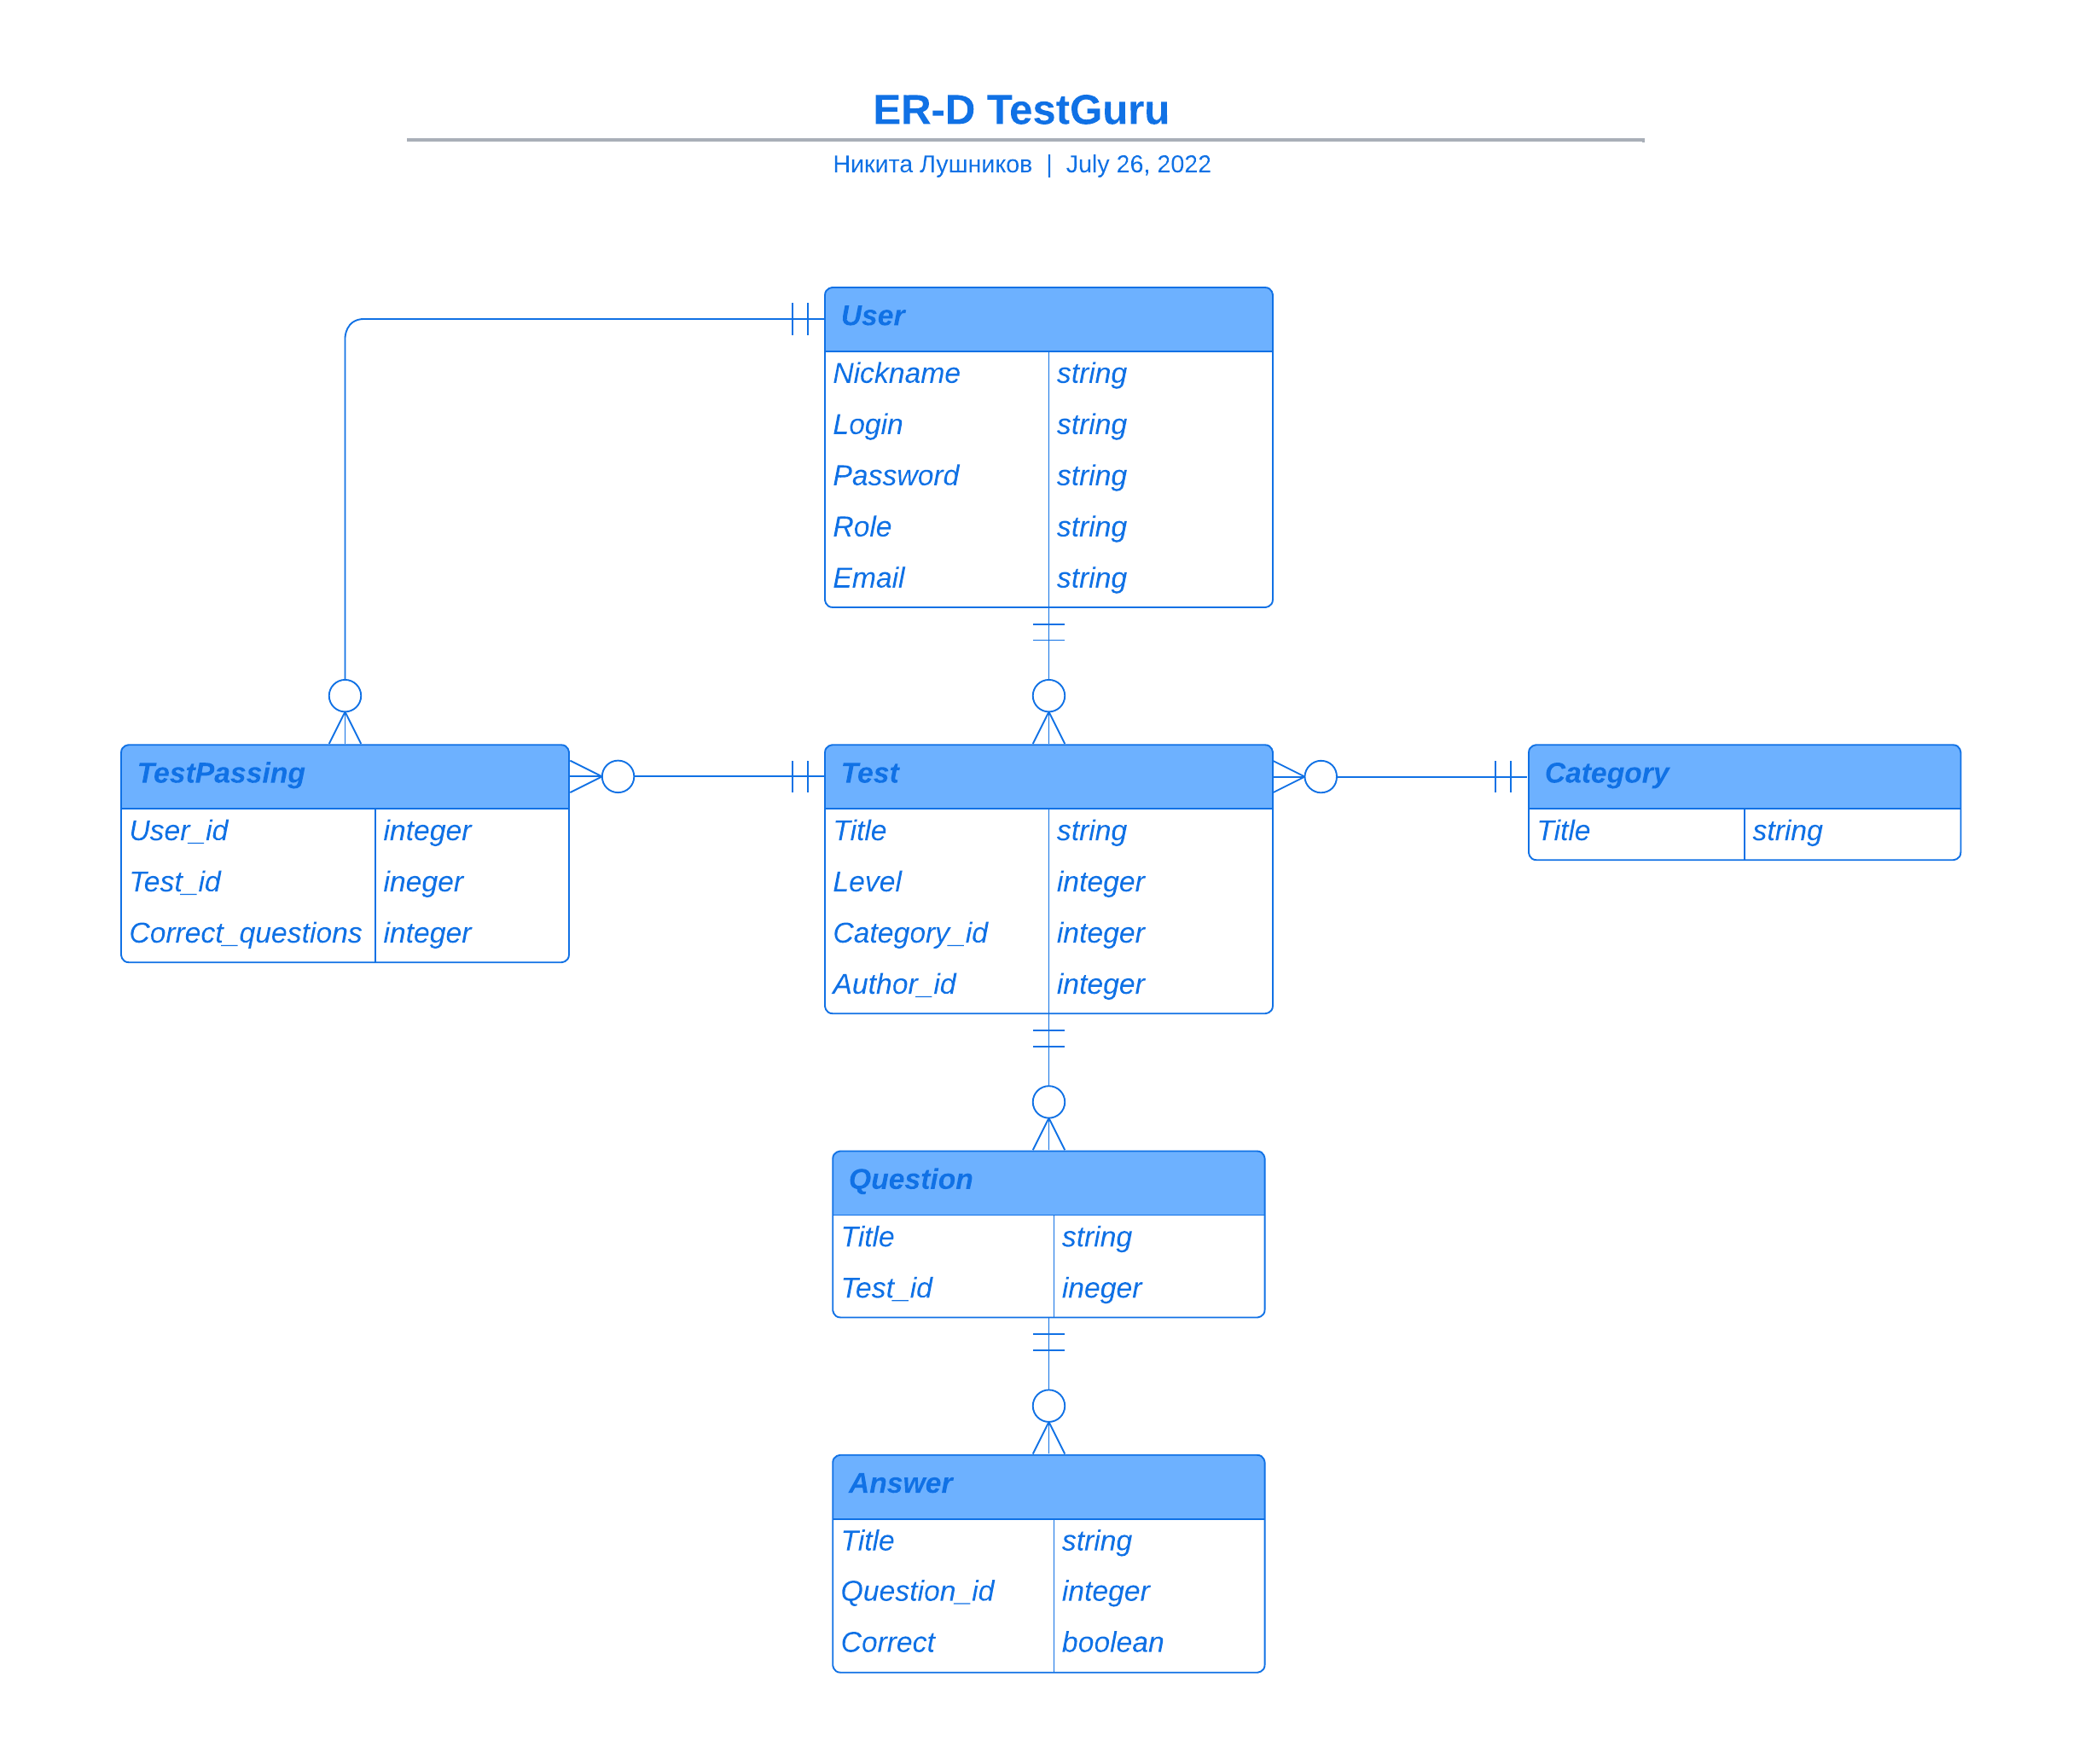 ER-D TestGuru
Никита Лушников | July 26, 2022
User
Nickname string
Login string
Password string
Role string
Email string
TestPassing
User_id integer
Test_id ineger
Correct_questions integer
Test
Title string
Level integer
Category_id integer
Author_id integer
Category
Title string
Question
Title string
Test_id ineger
Answer
Title string
Question_id integer
Correct boolean